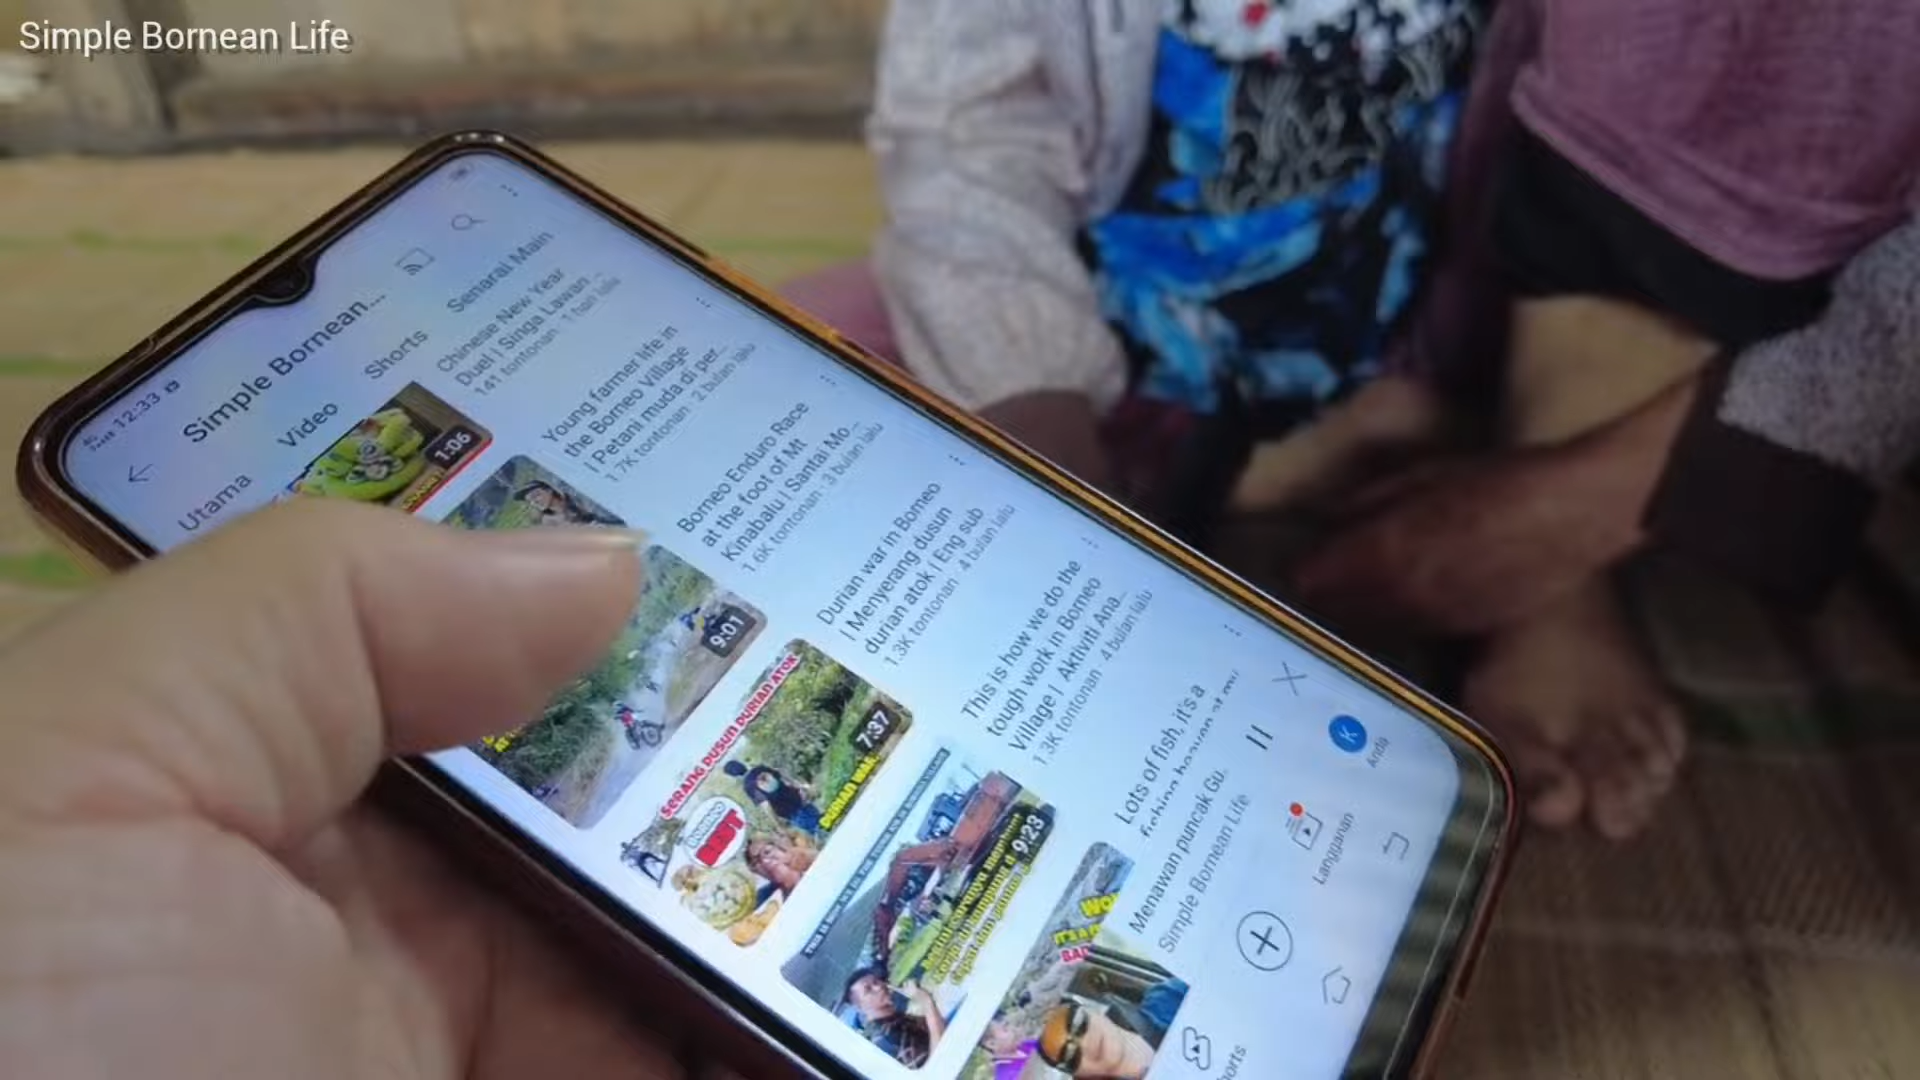 Simple Bornean Life
12:33
Simple Bornean...
Utama
Video
Shorts
Senarai Main
Chinese New Year
Duel | Singa Lawan...
141 tontonan · 1 hari lalu
1:06
Young farmer life in
the Borneo Village
| Petani muda di per...
1.7K tontonan · 2 bulan lalu
Borneo Enduro Race
at the foot of Mt
Kinabalu | Santai Mo...
1.6K tontonan · 3 bulan lalu
9:01
Durian war in Borneo
| Menyerang dusun
durian atok | Eng sub
1.3K tontonan · 4 bulan lalu
SERANG DUSUN DURIAN ATOK
7:37
This is how we do the
tough work in Borneo
Village | Aktiviti Ana...
1.3K tontonan · 4 bulan lalu
9:23
Lots of fish, it's a
Menawan puncak Gu.
Simple Bornean Life
Langganan
Anda
K